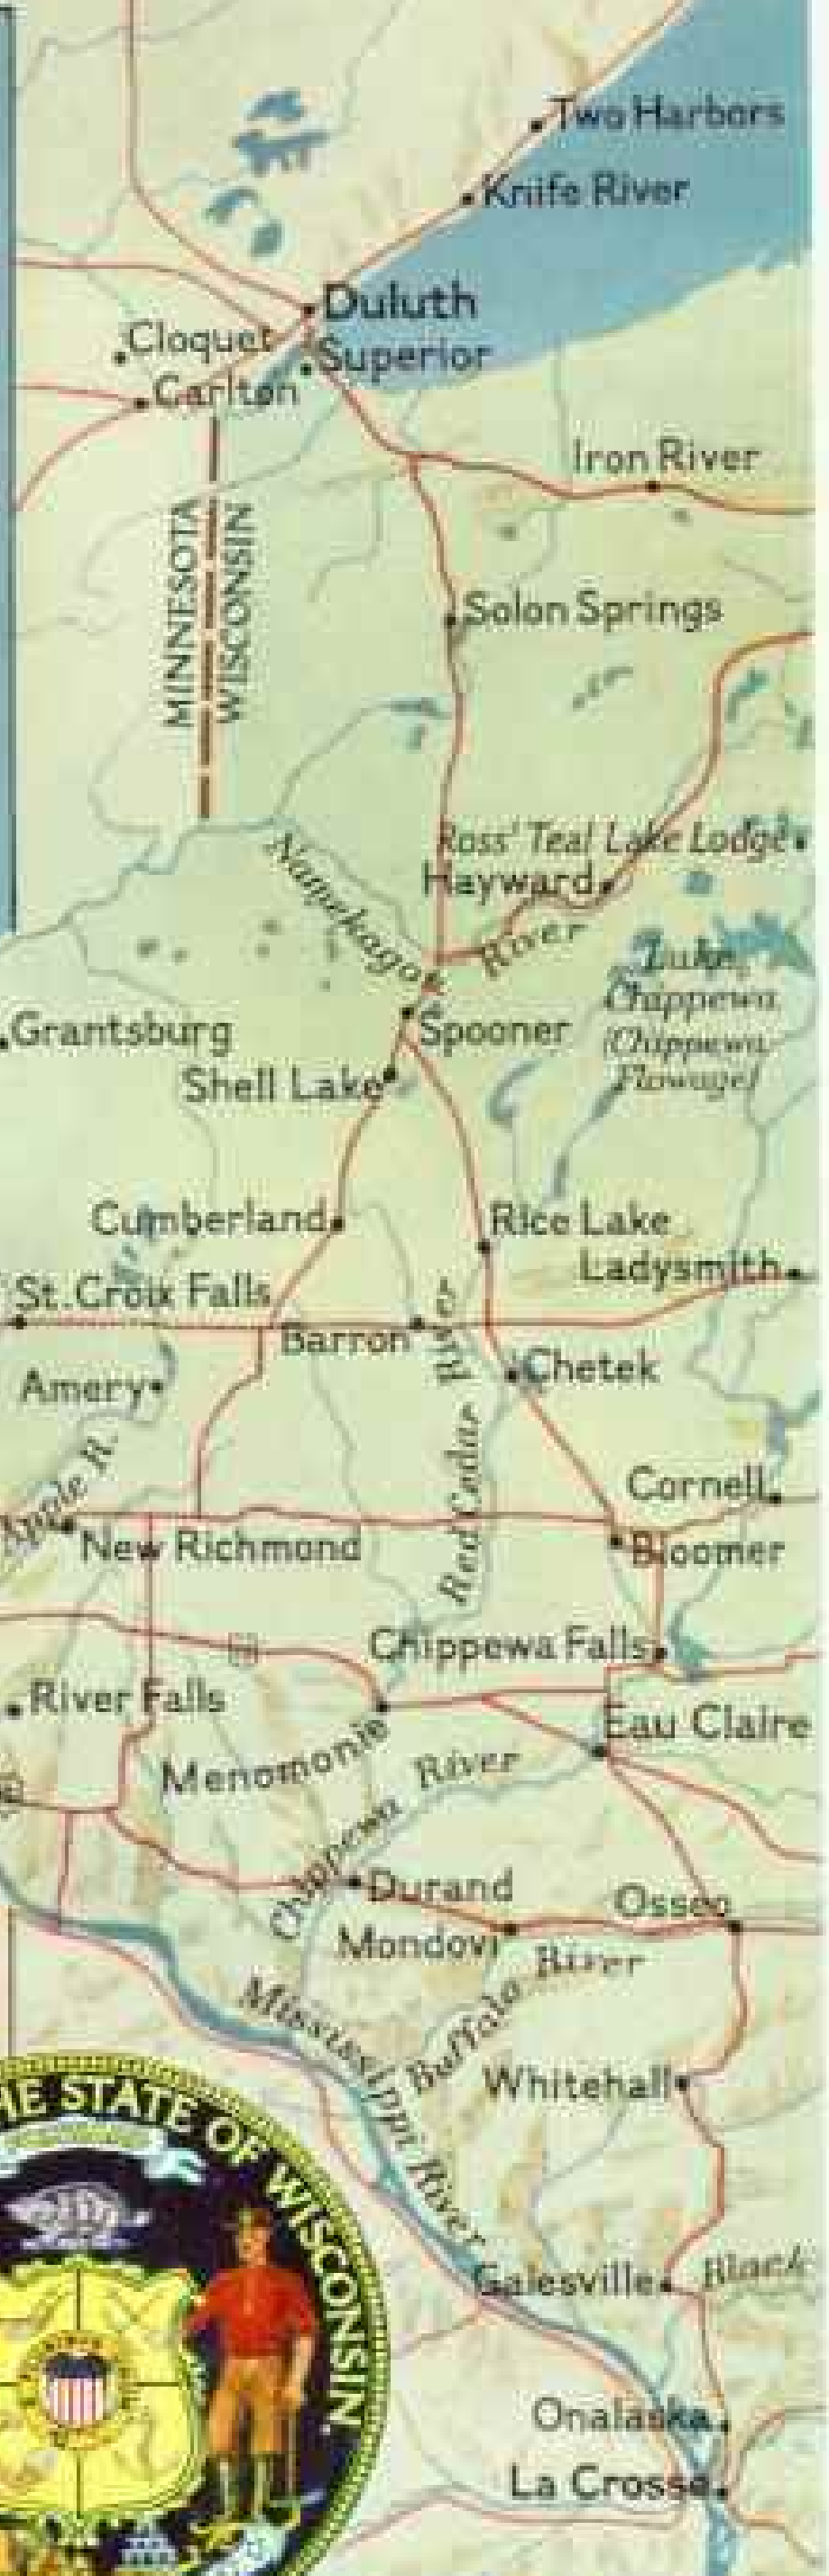 Two Harbors
Knife River
Duluth
Cloquet
Superior
Carlton
Iron River
MINNESOTA
WISCONSIN
Solon Springs
Ross' Teal Lake Lodge
Hayward
Namekagon River
Lake
Chippewa
(Chippewa
Flowage)
Grantsburg
Spooner
Shell Lake
Cumberland
Rice Lake
Ladysmith
St. Croix Falls
Barron
Red Cedar River
Chetek
Amery
Apple R.
Cornell
New Richmond
Bloomer
Chippewa Falls
River Falls
Eau Claire
Menomonie
Chippewa River
Durand
Osseo
Mondovi
Buffalo River
Mississippi River
Whitehall
HE STATE OF WISCONSIN
Galesville
Black
Onalaska
La Crosse